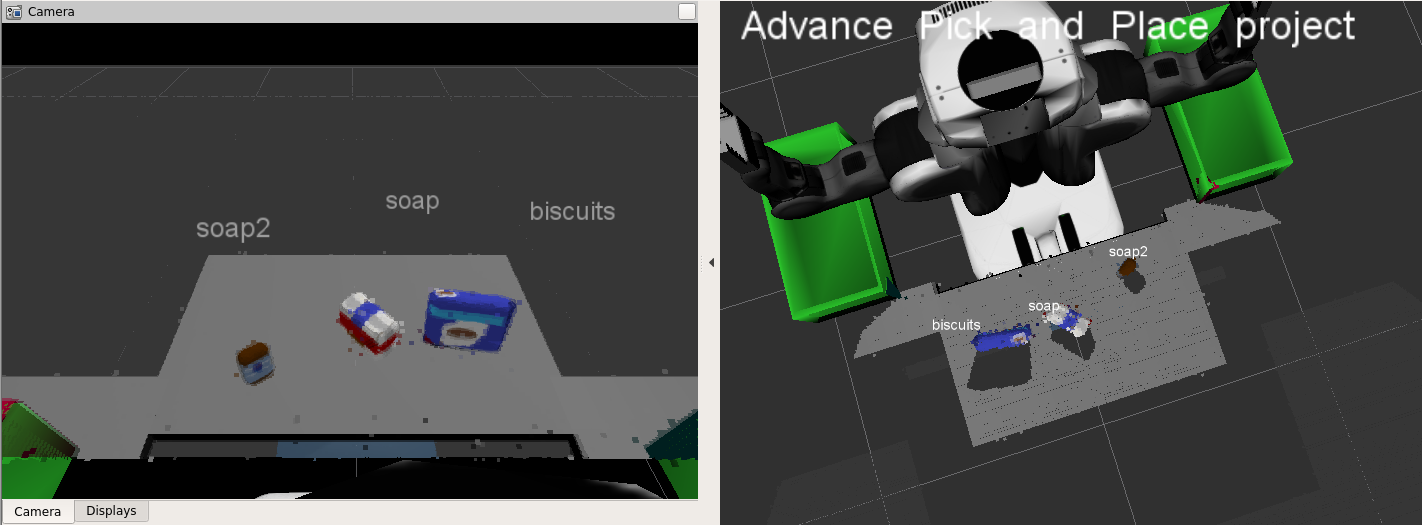 Camera
soap2
soap
biscuits
Camera
Displays
Advance Pick and Place project
soap2
soap
biscuits